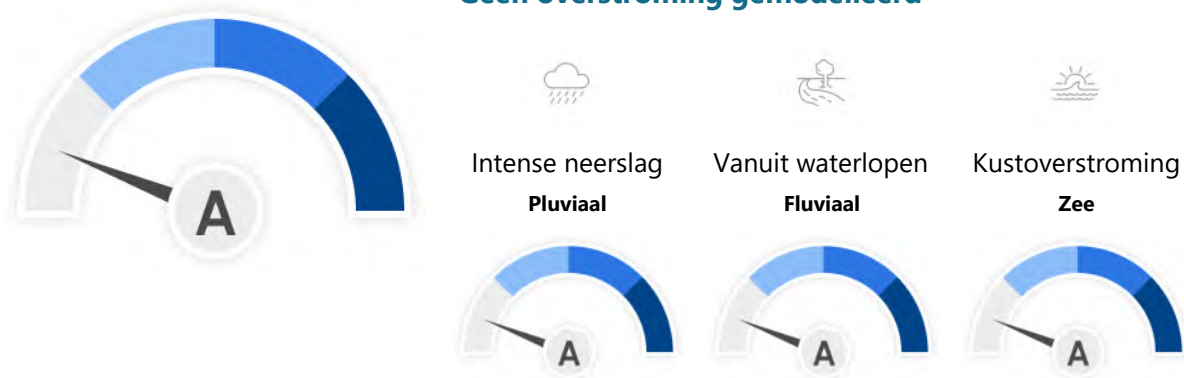 Geen overstroming gemodelleerd
A
Intense neerslag
Vanuit waterlopen
Kustoverstroming
Pluviaal
Fluviaal
Zee
A
A
A